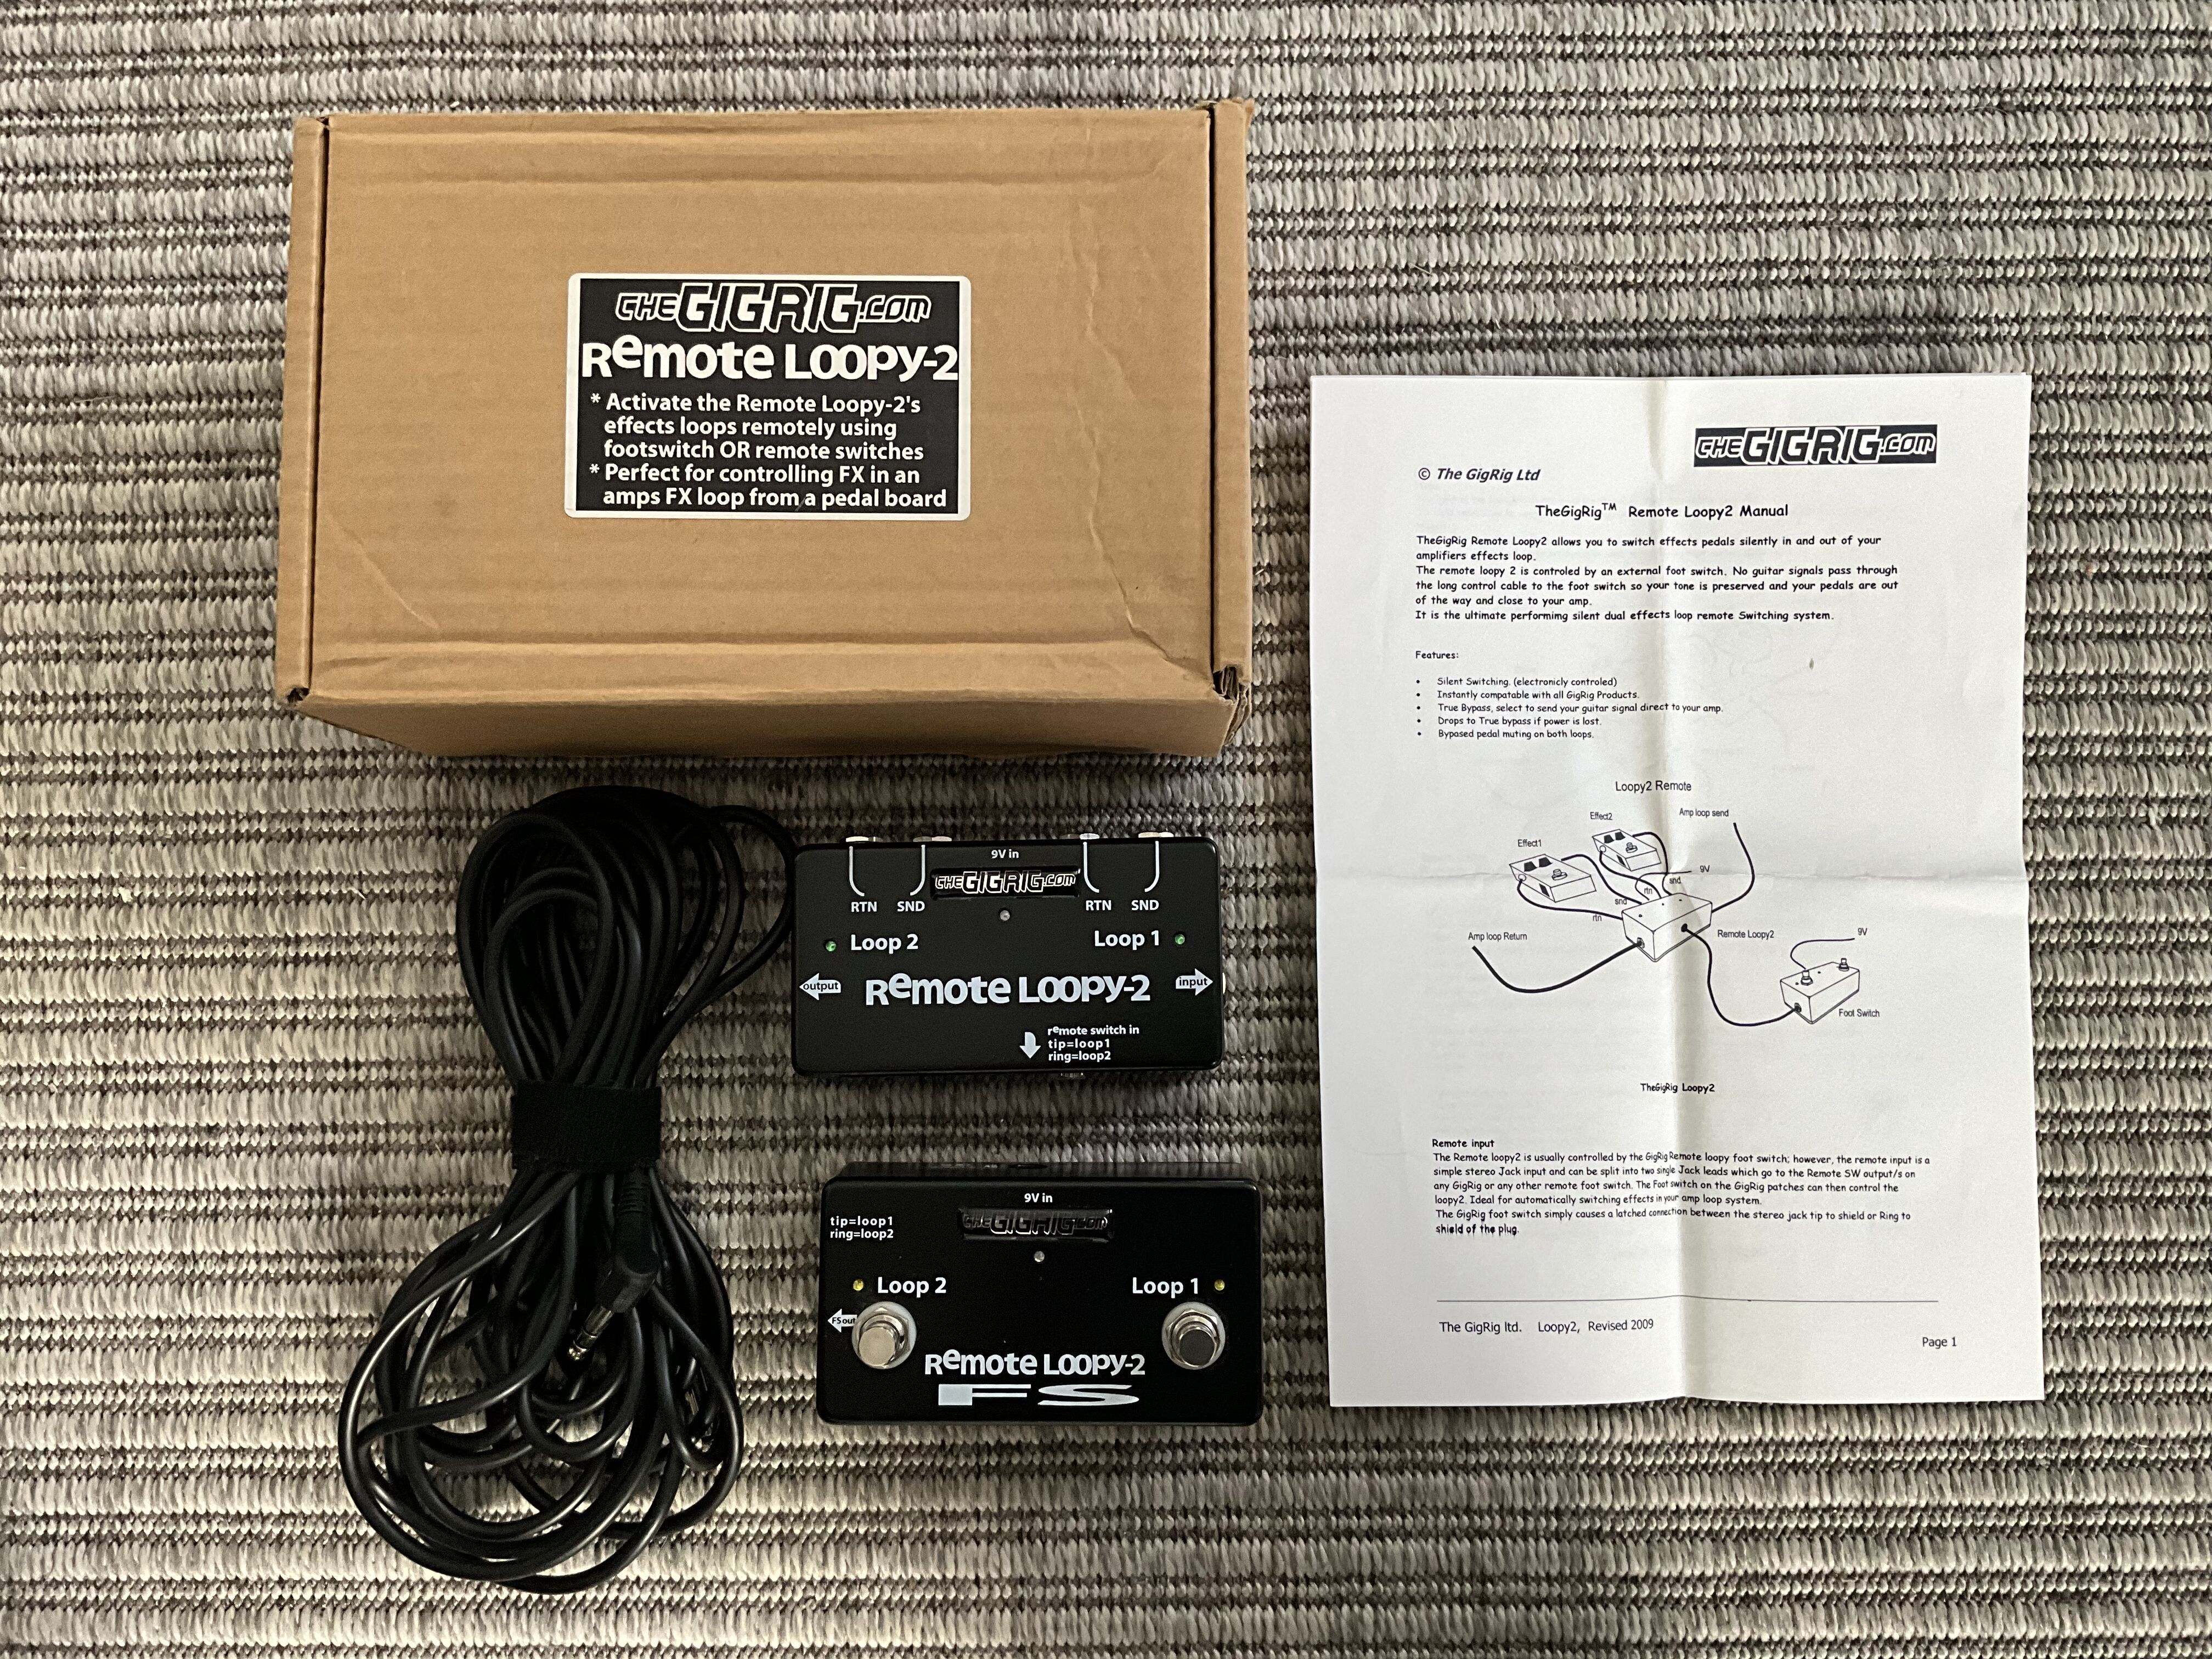 theGIGRIG.com
Remote Loopy-2
* Activate the Remote Loopy-2's
effects loops remotely using
footswitch OR remote switches
* Perfect for controlling FX in an
amps FX loop from a pedal board
9V in
theGIGRIG.com
RTN SND RTN SND
Loop 2 Loop 1
output Remote Loopy-2 input
remote switch in
tip=loop1
ring=loop2
9V in
theGIGRIG.com
tip=loop1
ring=loop2
Loop 2 Loop 1
FS out
Remote Loopy-2
FS
theGIGRIG.com
© The GigRig Ltd
TheGigRig™ Remote Loopy2 Manual
TheGigRig Remote Loopy2 allows you to switch effects pedals silently in and out of your
amplifiers effects loop.
The remote loopy 2 is controled by an external foot switch. No guitar signals pass through
the long control cable to the foot switch so your tone is preserved and your pedals are out
of the way and close to your amp.
It is the ultimate performimg silent dual effects loop remote Switching system.
Features:
• Silent Switching. (electronicly controled)
• Instantly compatable with all GigRig Products.
• True Bypass, select to send your guitar signal direct to your amp.
• Drops to True bypass if power is lost.
• Bypased pedal muting on both loops.
Loopy2 Remote
Effect2
Amp loop send
Effect1
9V
snd
rtn
snd
rtn
Amp loop Return
Remote Loopy2
9V
Foot Switch
TheGigRig Loopy2
Remote input
The Remote loopy2 is usually controlled by the GigRig Remote loopy foot switch; however, the remote input is a
simple stereo Jack input and can be split into two single Jack leads which go to the Remote SW output/s on
any GigRig or any other remote foot switch. The Foot switch on the GigRig patches can then control the
loopy2. Ideal for automatically switching effects in your amp loop system.
The GigRig foot switch simply causes a latched connection between the stereo jack tip to shield or Ring to
shield of the plug.
The GigRig ltd. Loopy2, Revised 2009
Page 1